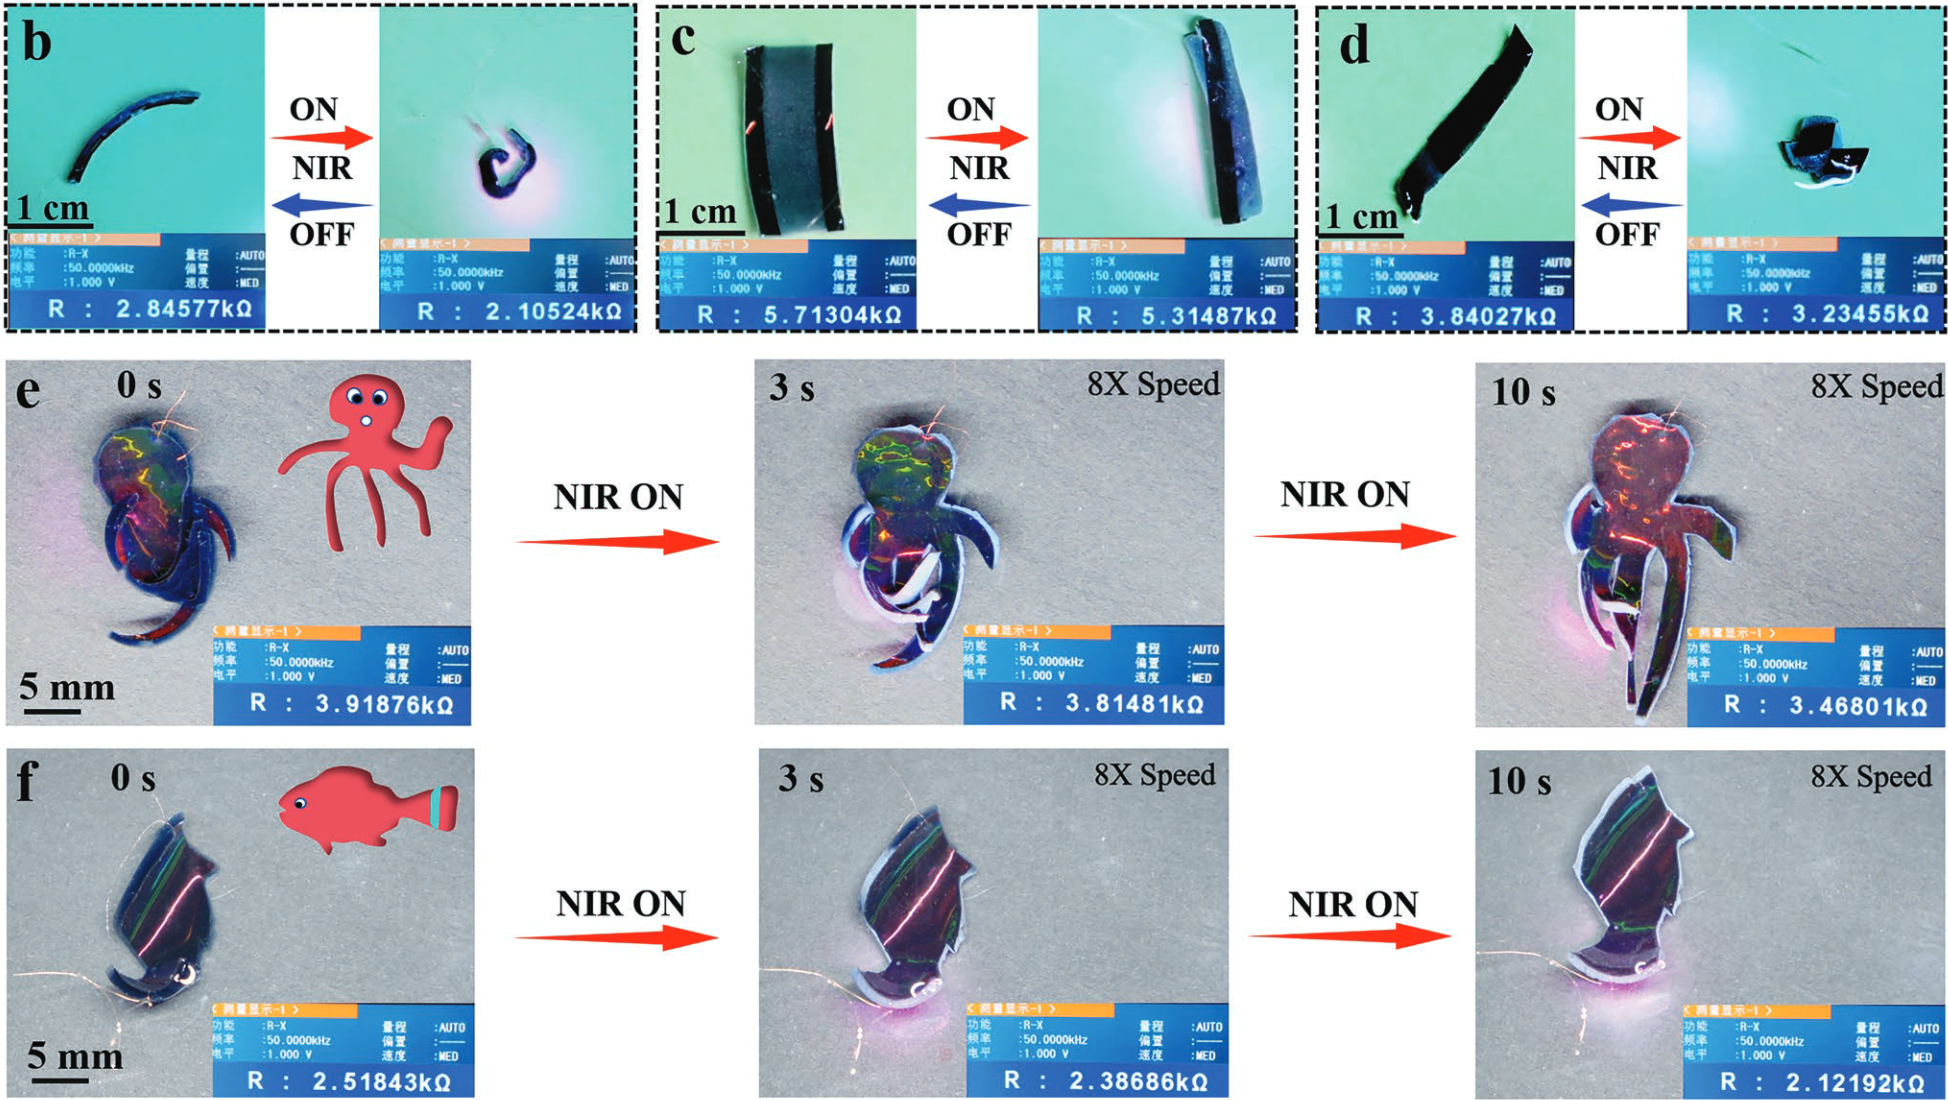 b
ON
NIR
OFF
1 cm
< 测量显示-1 >
功能 :R-X 量程 :AUTO
频率 :50.0000kHz 偏置 :----
电平 :1.000 V 速度 :MED
R : 2.84577kΩ
< 测量显示-1 >
功能 :R-X 量程 :AUTO
频率 :50.0000kHz 偏置 :----
电平 :1.000 V 速度 :MED
R : 2.10524kΩ
c
ON
NIR
OFF
1 cm
< 测量显示-1 >
功能 :R-X 量程 :AUTO
频率 :50.0000kHz 偏置 :----
电平 :1.000 V 速度 :MED
R : 5.71304kΩ
< 测量显示-1 >
功能 :R-X 量程 :AUTO
频率 :50.0000kHz 偏置 :----
电平 :1.000 V 速度 :MED
R : 5.31487kΩ
d
ON
NIR
OFF
1 cm
< 测量显示-1 >
功能 :R-X 量程 :AUTO
频率 :50.0000kHz 偏置 :----
电平 :1.000 V 速度 :MED
R : 3.84027kΩ
< 测量显示-1 >
功能 :R-X 量程 :AUTO
频率 :50.0000kHz 偏置 :----
电平 :1.000 V 速度 :MED
R : 3.23455kΩ
e
0 s
5 mm
< 测量显示-1 >
功能 :R-X 量程 :AUTO
频率 :50.0000kHz 偏置 :----
电平 :1.000 V 速度 :MED
R : 3.91876kΩ
NIR ON
3 s
8X Speed
< 测量显示-1 >
功能 :R-X 量程 :AUTO
频率 :50.0000kHz 偏置 :----
电平 :1.000 V 速度 :MED
R : 3.81481kΩ
NIR ON
10 s
8X Speed
< 测量显示-1 >
功能 :R-X 量程 :AUTO
频率 :50.0000kHz 偏置 :----
电平 :1.000 V 速度 :MED
R : 3.46801kΩ
f
0 s
5 mm
< 测量显示-1 >
功能 :R-X 量程 :AUTO
频率 :50.0000kHz 偏置 :----
电平 :1.000 V 速度 :MED
R : 2.51843kΩ
NIR ON
3 s
8X Speed
< 测量显示-1 >
功能 :R-X 量程 :AUTO
频率 :50.0000kHz 偏置 :----
电平 :1.000 V 速度 :MED
R : 2.38686kΩ
NIR ON
10 s
8X Speed
< 测量显示-1 >
功能 :R-X 量程 :AUTO
频率 :50.0000kHz 偏置 :----
电平 :1.000 V 速度 :MED
R : 2.12192kΩ